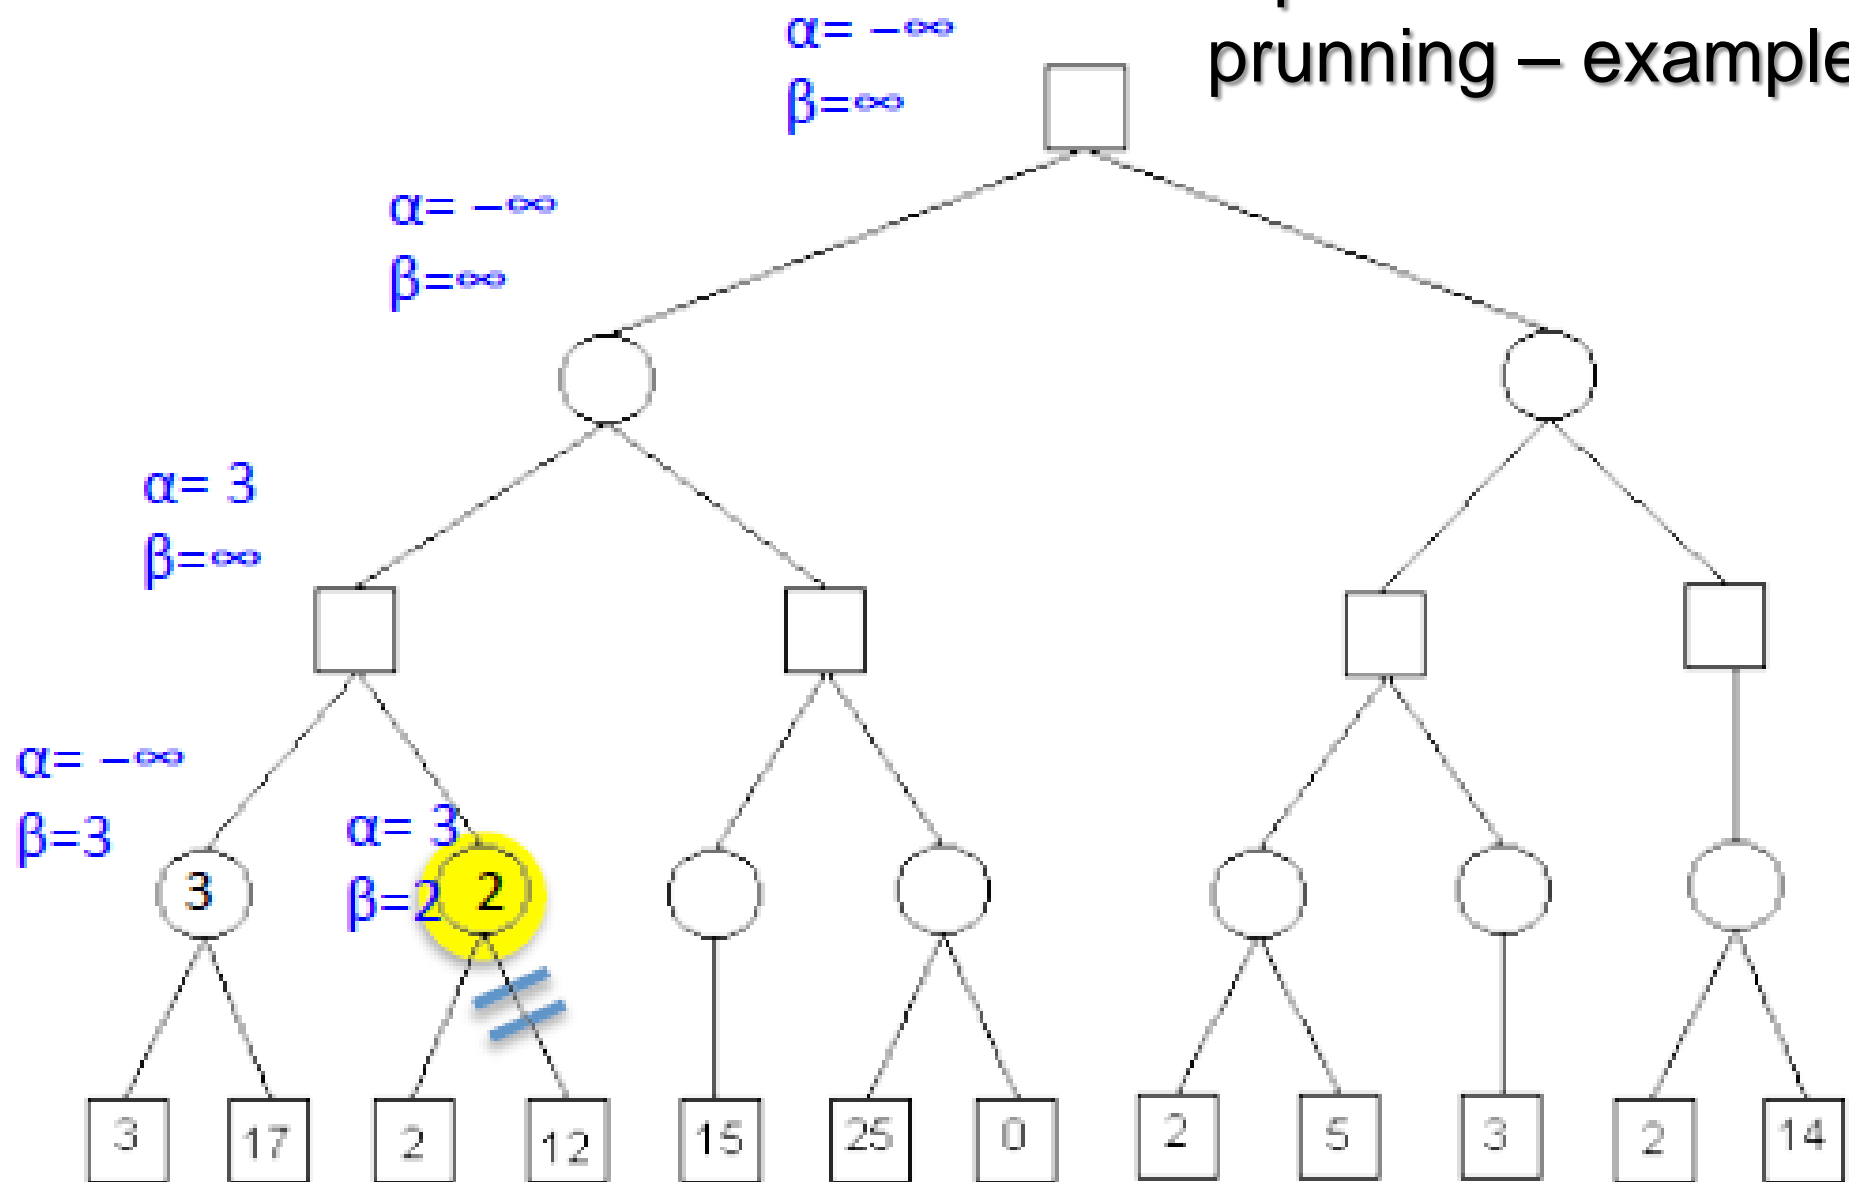 α= −∞
prunning – example
β=∞
α= −∞
β=∞
α= 3
β=∞
α= −∞
β=3
α= 3
β=2
3
2
3 17 2 12 15 25 0 2 5 3 2 14